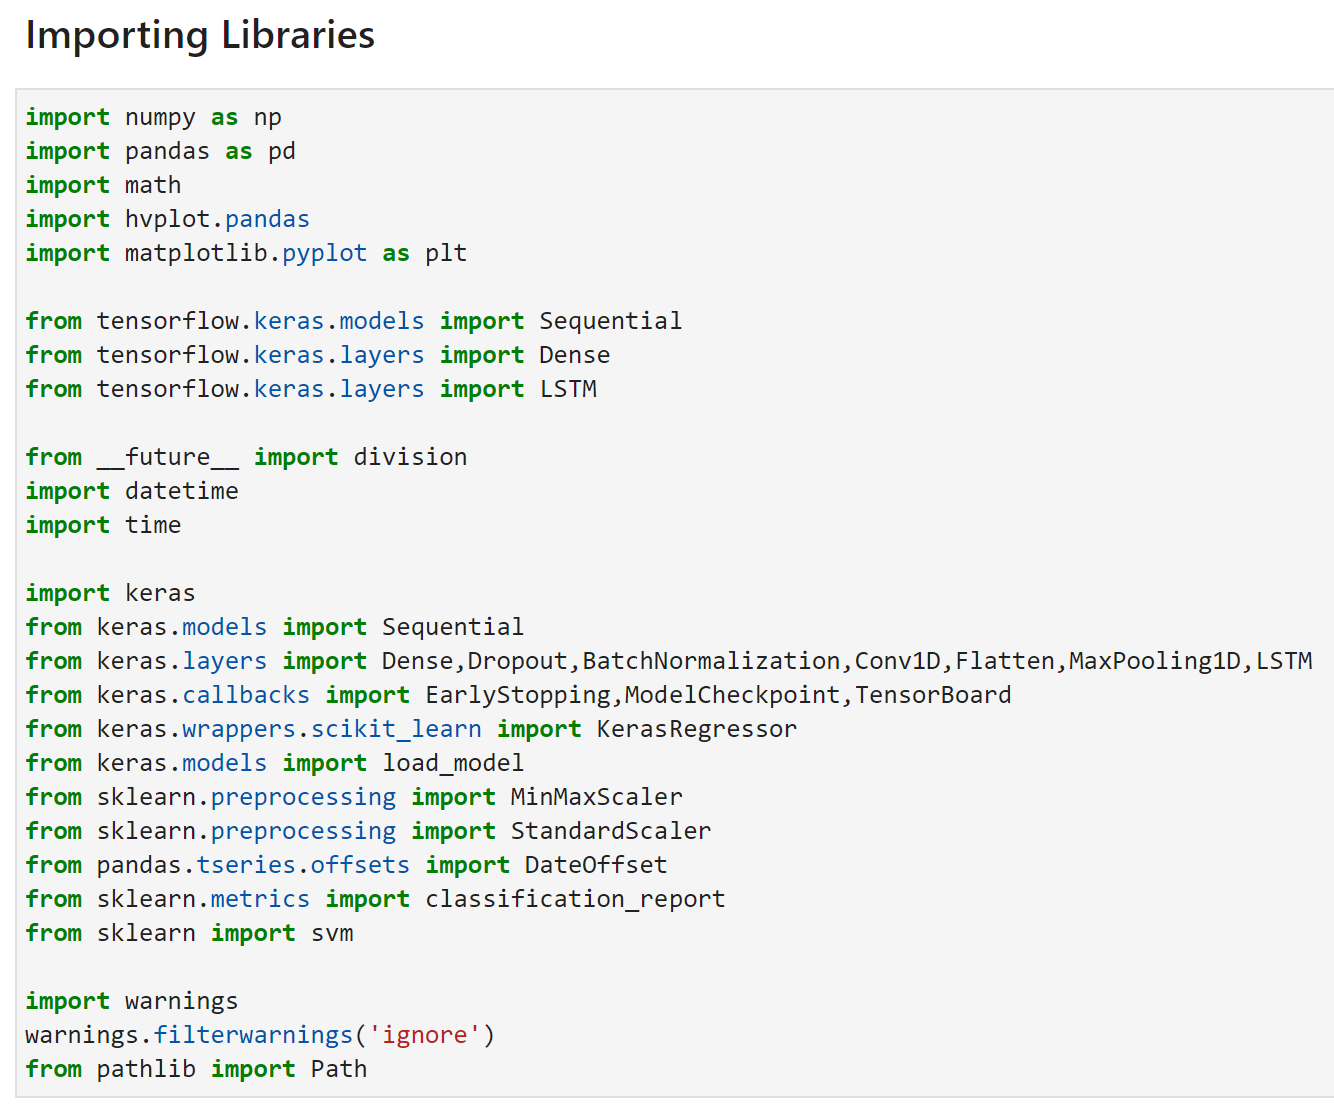 Importing Libraries
import numpy as np
import pandas as pd
import math
import hvplot.pandas
import matplotlib.pyplot as plt
from tensorflow.keras.models import Sequential
from tensorflow.keras.layers import Dense
from tensorflow.keras.layers import LSTM
from __future__ import division
import datetime
import time
import keras
from keras.models import Sequential
from keras.layers import Dense,Dropout,BatchNormalization,Conv1D,Flatten,MaxPooling1D,LSTM
from keras.callbacks import EarlyStopping,ModelCheckpoint,TensorBoard
from keras.wrappers.scikit_learn import KerasRegressor
from keras.models import load_model
from sklearn.preprocessing import MinMaxScaler
from sklearn.preprocessing import StandardScaler
from pandas.tseries.offsets import DateOffset
from sklearn.metrics import classification_report
from sklearn import svm
import warnings
warnings.filterwarnings('ignore')
from pathlib import Path